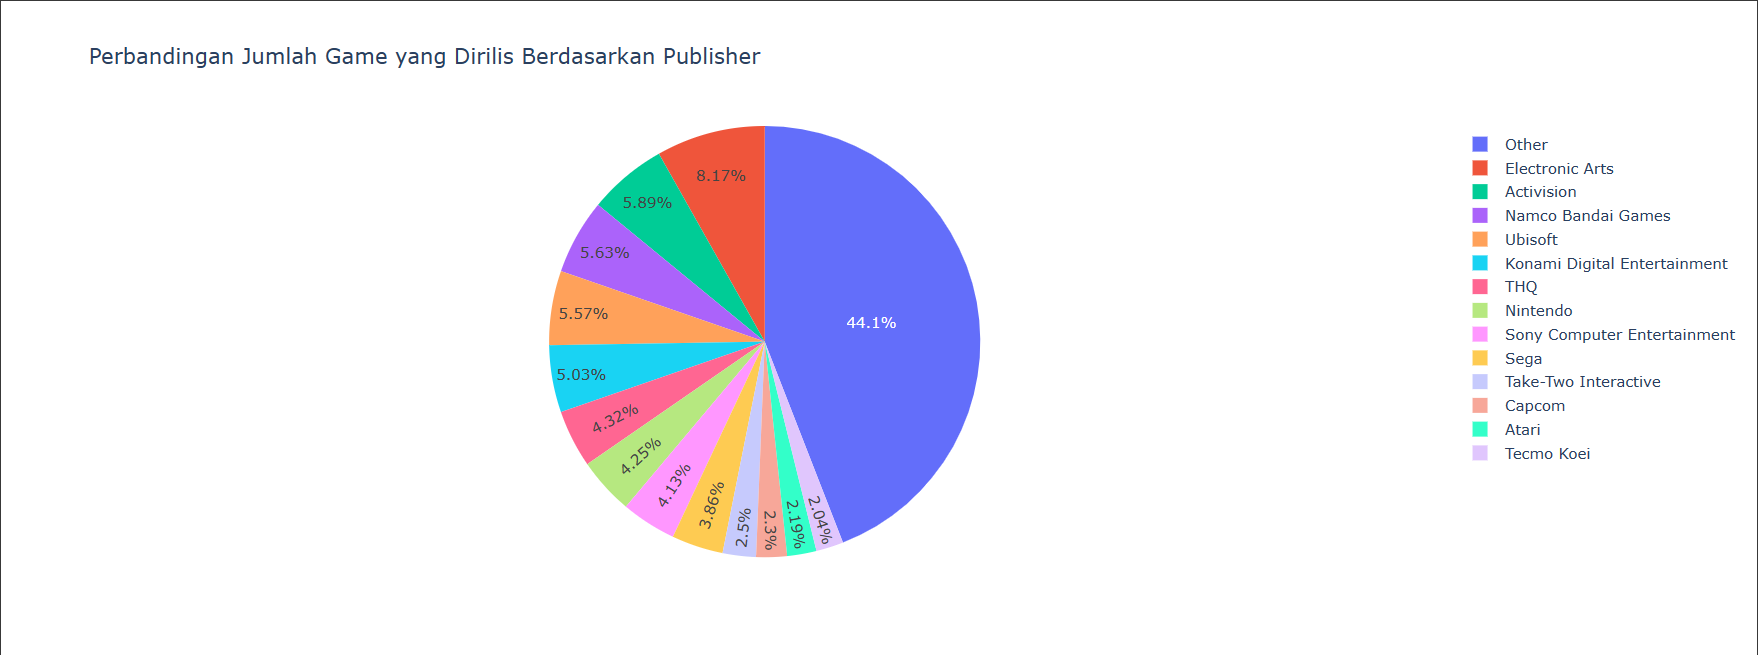 Perbandingan Jumlah Game yang Dirilis Berdasarkan Publisher
8.17%
5.89%
5.63%
5.57%
5.03%
4.32%
4.25%
4.13%
3.86%
2.5%
2.3%
2.19%
2.04%
44.1%
Other
Electronic Arts
Activision
Namco Bandai Games
Ubisoft
Konami Digital Entertainment
THQ
Nintendo
Sony Computer Entertainment
Sega
Take-Two Interactive
Capcom
Atari
Tecmo Koei